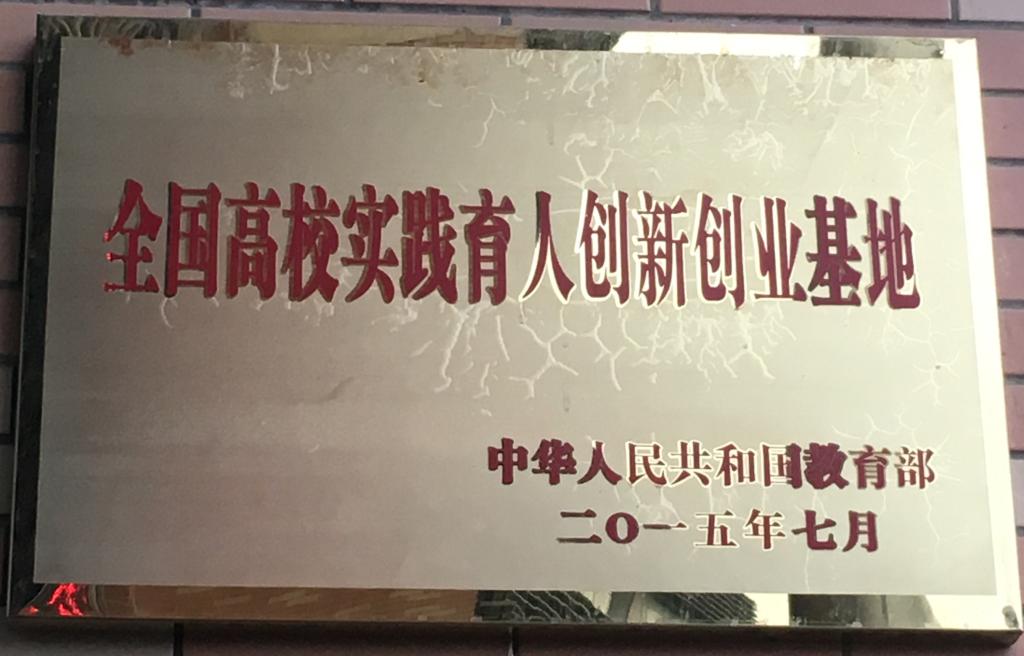 全国高校实践育人创新创业基地
中华人民共和国教育部
二〇一五年七月